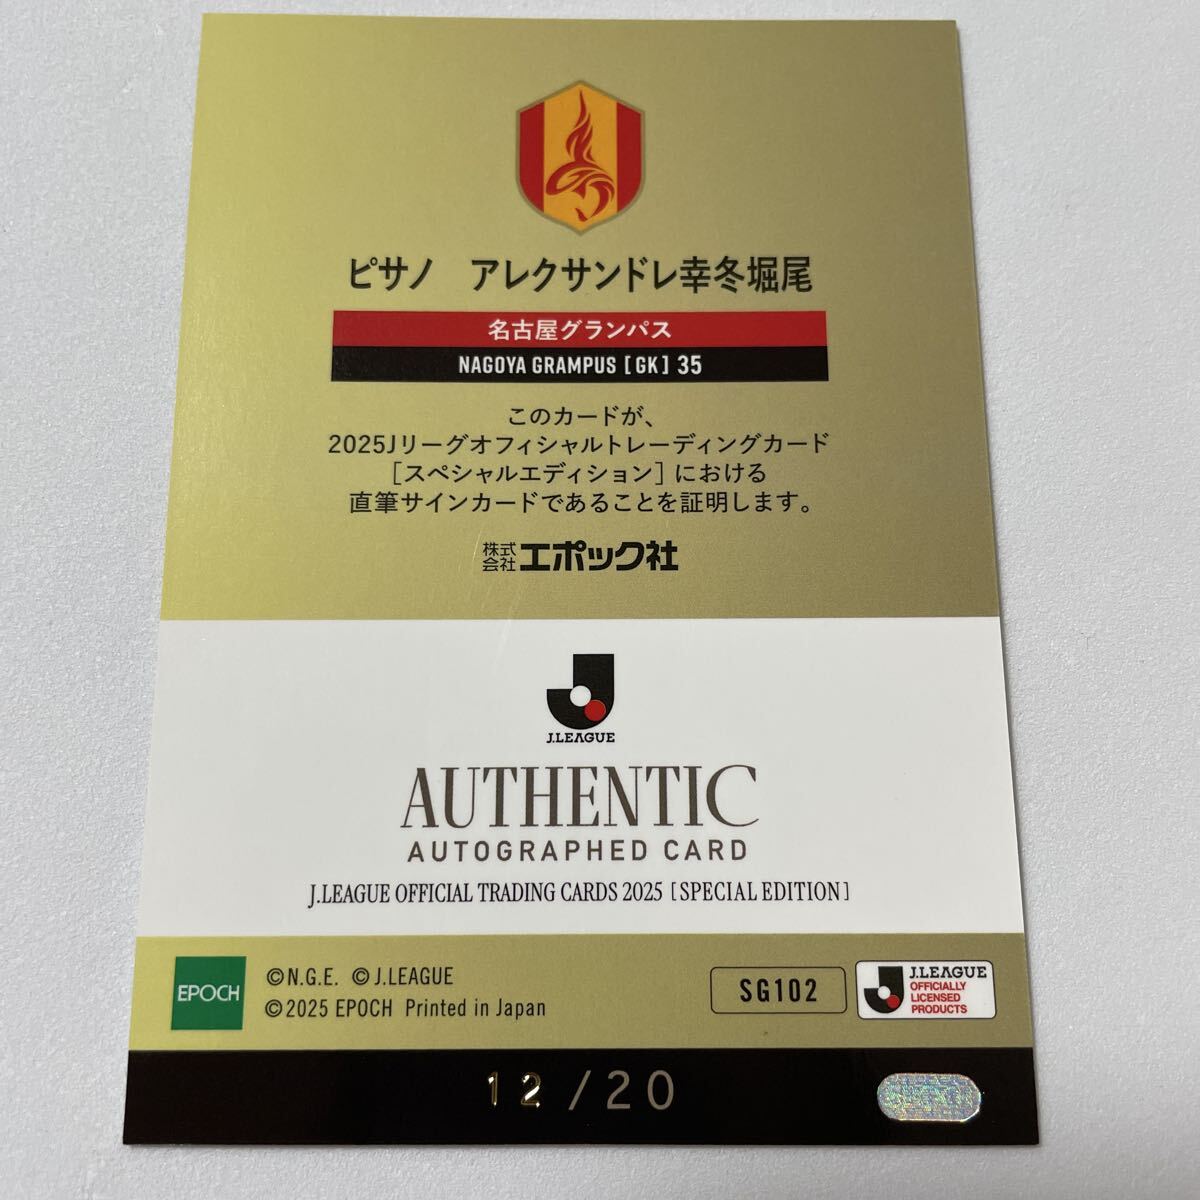 ピサノ　アレクサンドレ幸冬堀尾
名古屋グランパス
NAGOYA GRAMPUS [GK] 35
このカードが、
2025Jリーグオフィシャルトレーディングカード
[スペシャルエディション]における
直筆サインカードであることを証明します。
株式会社エポック社
J.LEAGUE
AUTHENTIC
AUTOGRAPHED CARD
J.LEAGUE OFFICIAL TRADING CARDS 2025 [SPECIAL EDITION]
EPOCH
©N.G.E. ©J.LEAGUE
©2025 EPOCH Printed in Japan
SG102
J.LEAGUE
OFFICIALLY
LICENSED
PRODUCTS
12/20